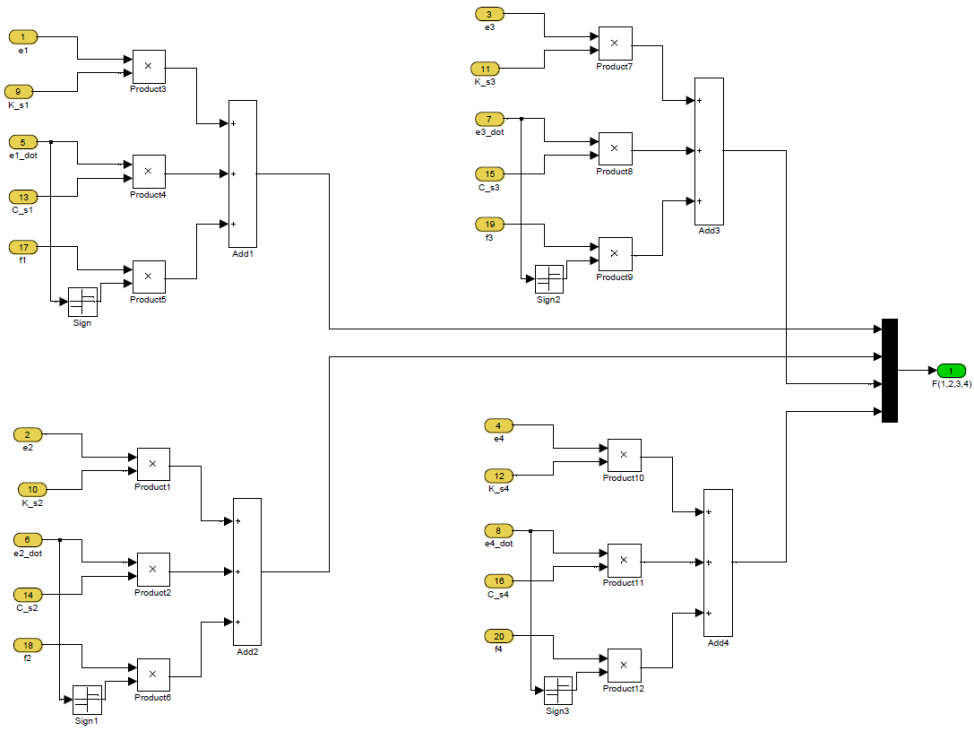 1
e1
9
K_s1
×
Product3
5
e1_dot
13
C_s1
×
Product4
17
f1
×
Product5
Sign
+
+
+
Add1
3
e3
11
K_s3
×
Product7
7
e3_dot
15
C_s3
×
Product8
19
f3
×
Product9
Sign2
+
+
+
Add3
2
e2
10
K_s2
×
Product1
6
e2_dot
14
C_s2
×
Product2
18
f2
×
Product6
Sign1
+
+
+
Add2
4
e4
12
K_s4
×
Product10
8
e4_dot
16
C_s4
×
Product11
20
f4
×
Product12
Sign3
+
+
+
Add4
1
F(1,2,3,4)